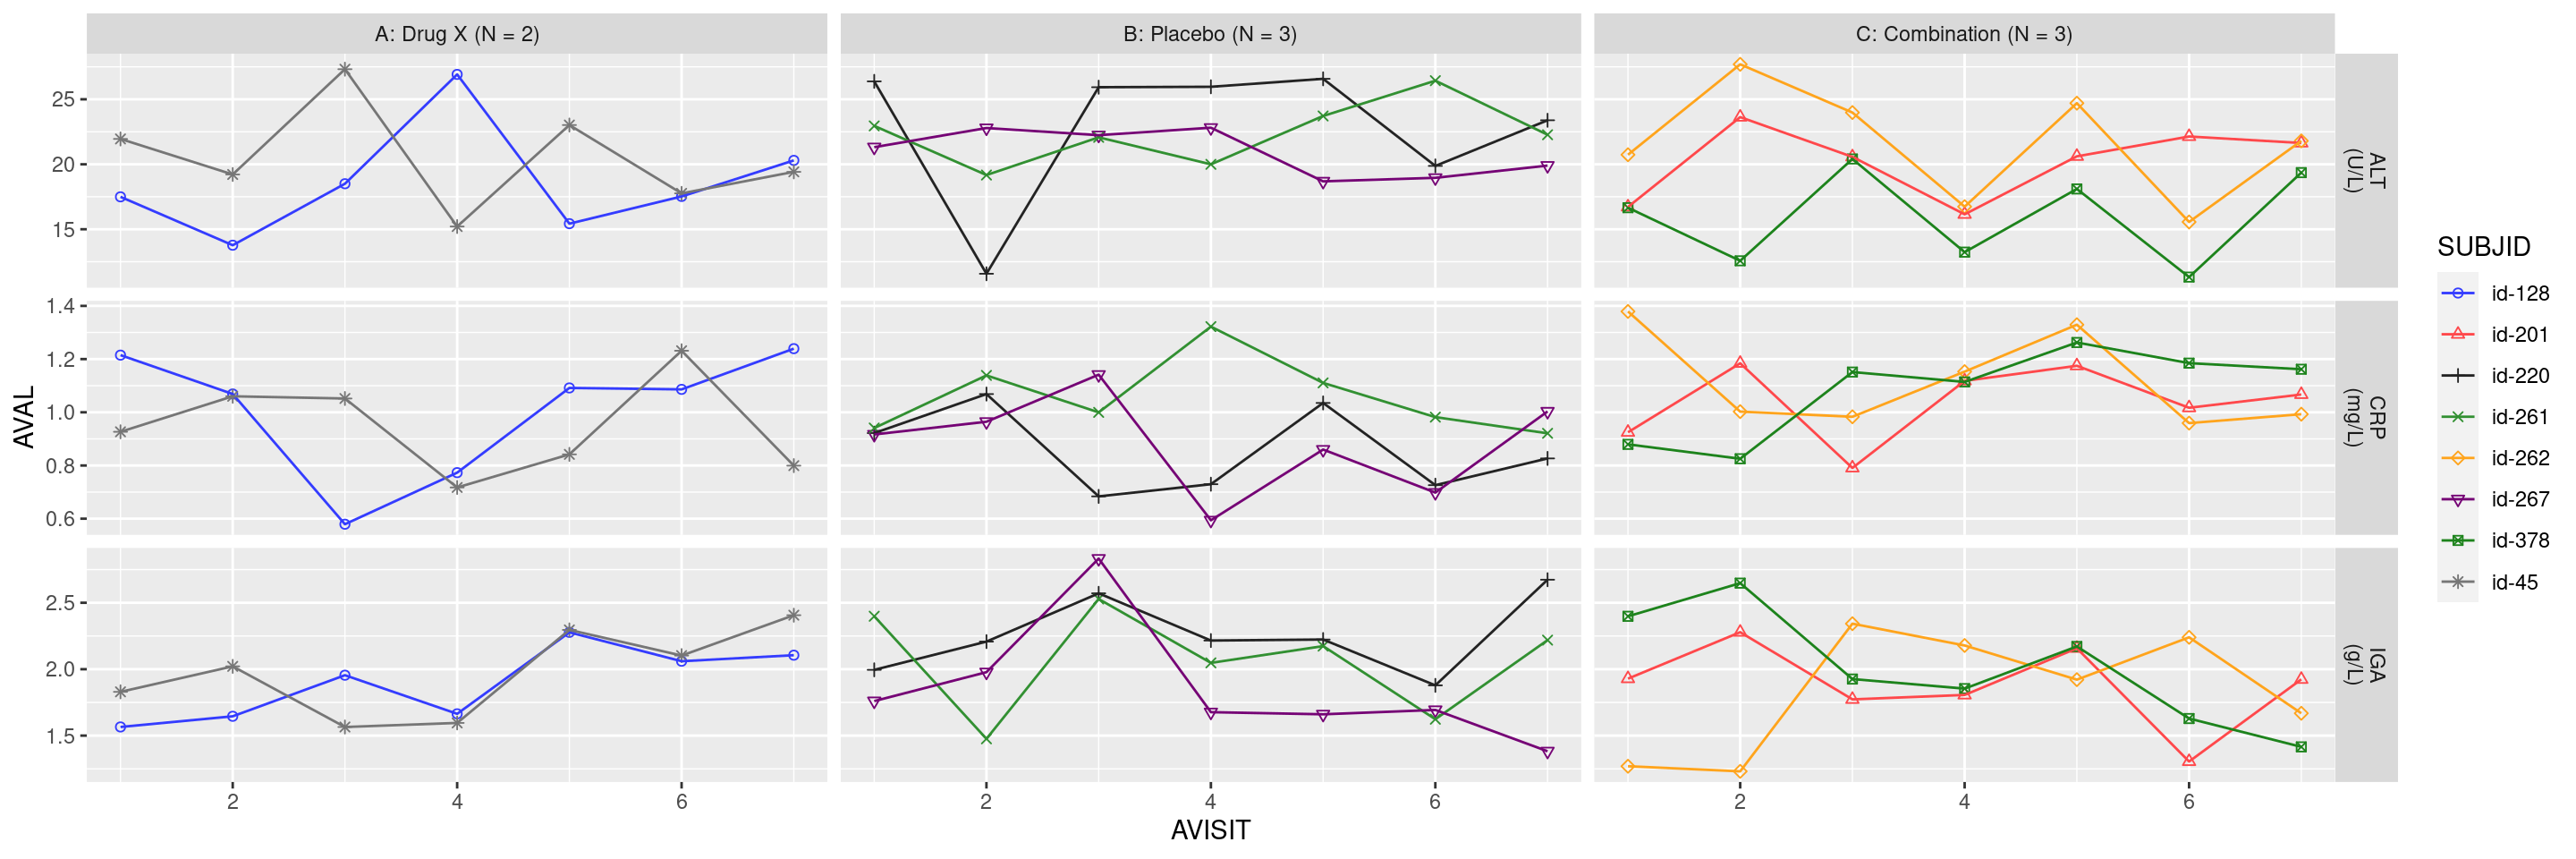 A: Drug X (N = 2)
B: Placebo (N = 3)
C: Combination (N = 3)
25
20
15
ALT
(U/L)
1.4
1.2
1.0
0.8
0.6
CRP
(mg/L)
2.5
2.0
1.5
IGA
(g/L)
2
4
6
2
4
6
2
4
6
AVAL
AVISIT
SUBJID
id-128
id-201
id-220
id-261
id-262
id-267
id-378
id-45